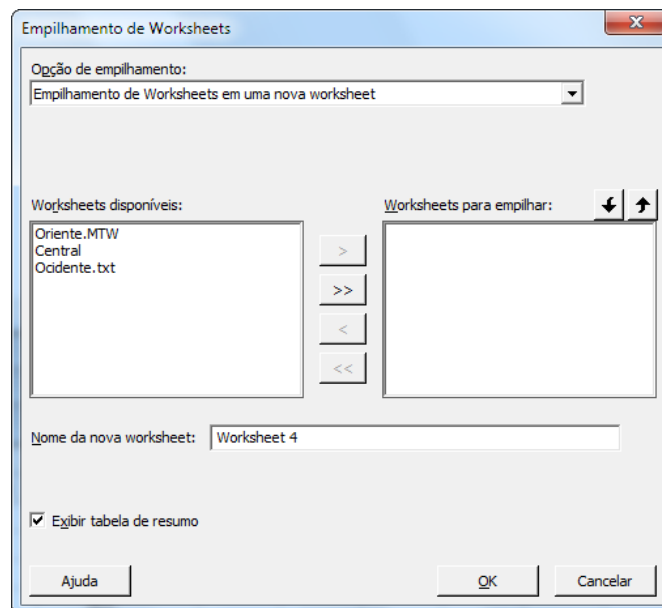 Empilhamento de Worksheets
X
Opção de empilhamento:
Empilhamento de Worksheets em uma nova worksheet
Worksheets disponíveis:
Worksheets para empilhar:
Oriente.MTW
Central
Ocidente.txt
>
>>
<
<<
Nome da nova worksheet:
Worksheet 4
Exibir tabela de resumo
Ajuda
OK
Cancelar